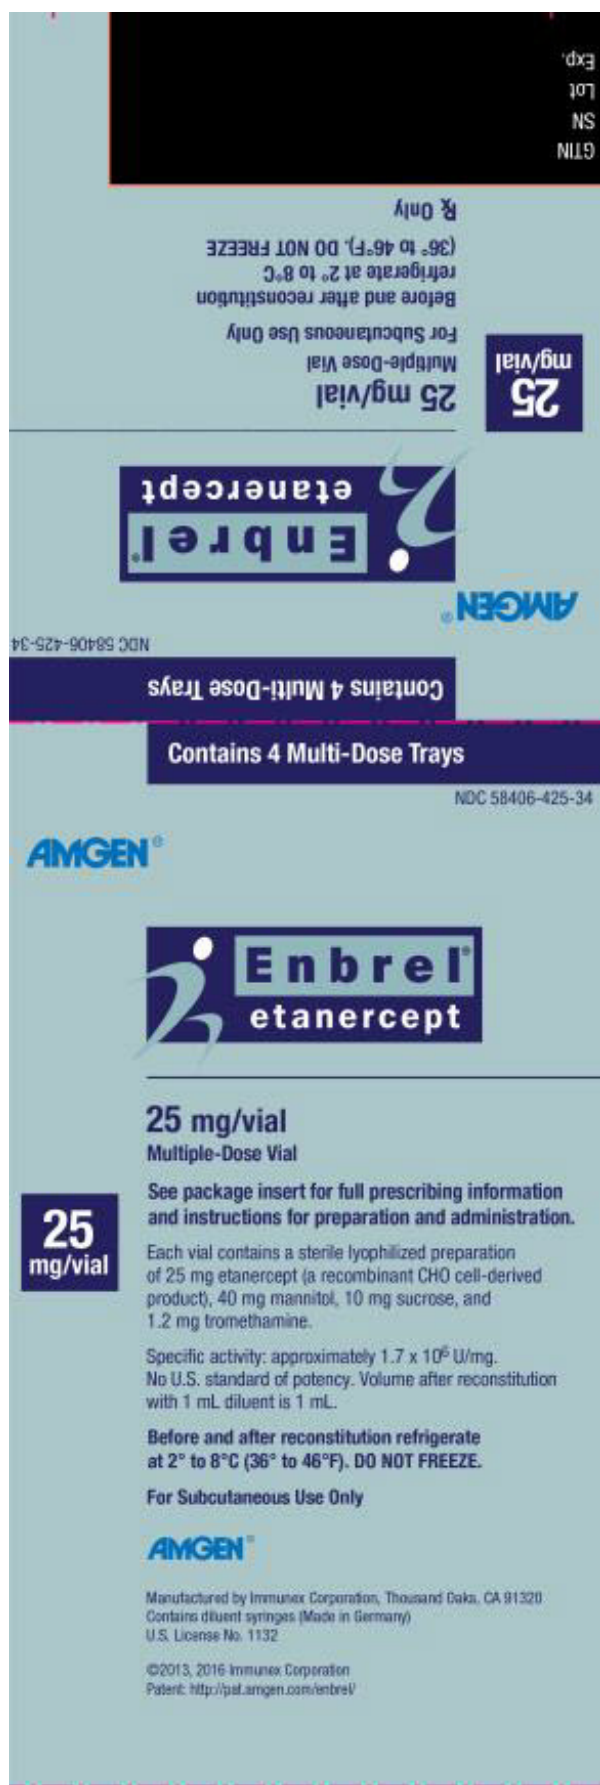 Exp.
Lot
SN
GTIN
Contains 4 Multi-Dose Trays
NDC 58406-425-34
AMGEN®
Enbrel®
etanercept
25 mg/vial
Multiple-Dose Vial
For Subcutaneous Use Only
Before and after reconstitution
refrigerate at 2° to 8°C
(36° to 46°F). DO NOT FREEZE
℞ Only
25
mg/vial
Contains 4 Multi-Dose Trays
NDC 58406-425-34
AMGEN®
Enbrel®
etanercept
25 mg/vial
Multiple-Dose Vial
See package insert for full prescribing information
and instructions for preparation and administration.
25
mg/vial
Each vial contains a sterile lyophilized preparation
of 25 mg etanercept (a recombinant CHO cell-derived
product), 40 mg mannitol, 10 mg sucrose, and
1.2 mg tromethamine.
Specific activity: approximately 1.7 x 10⁶ U/mg.
No U.S. standard of potency. Volume after reconstitution
with 1 mL diluent is 1 mL.
Before and after reconstitution refrigerate
at 2° to 8°C (36° to 46°F). DO NOT FREEZE.
For Subcutaneous Use Only
AMGEN®
Manufactured by Immunex Corporation, Thousand Oaks, CA 91320
Contains diluent syringes (Made in Germany)
U.S. License No. 1132
©2013, 2016 Immunex Corporation
Patent: http://pat.amgen.com/enbrel/